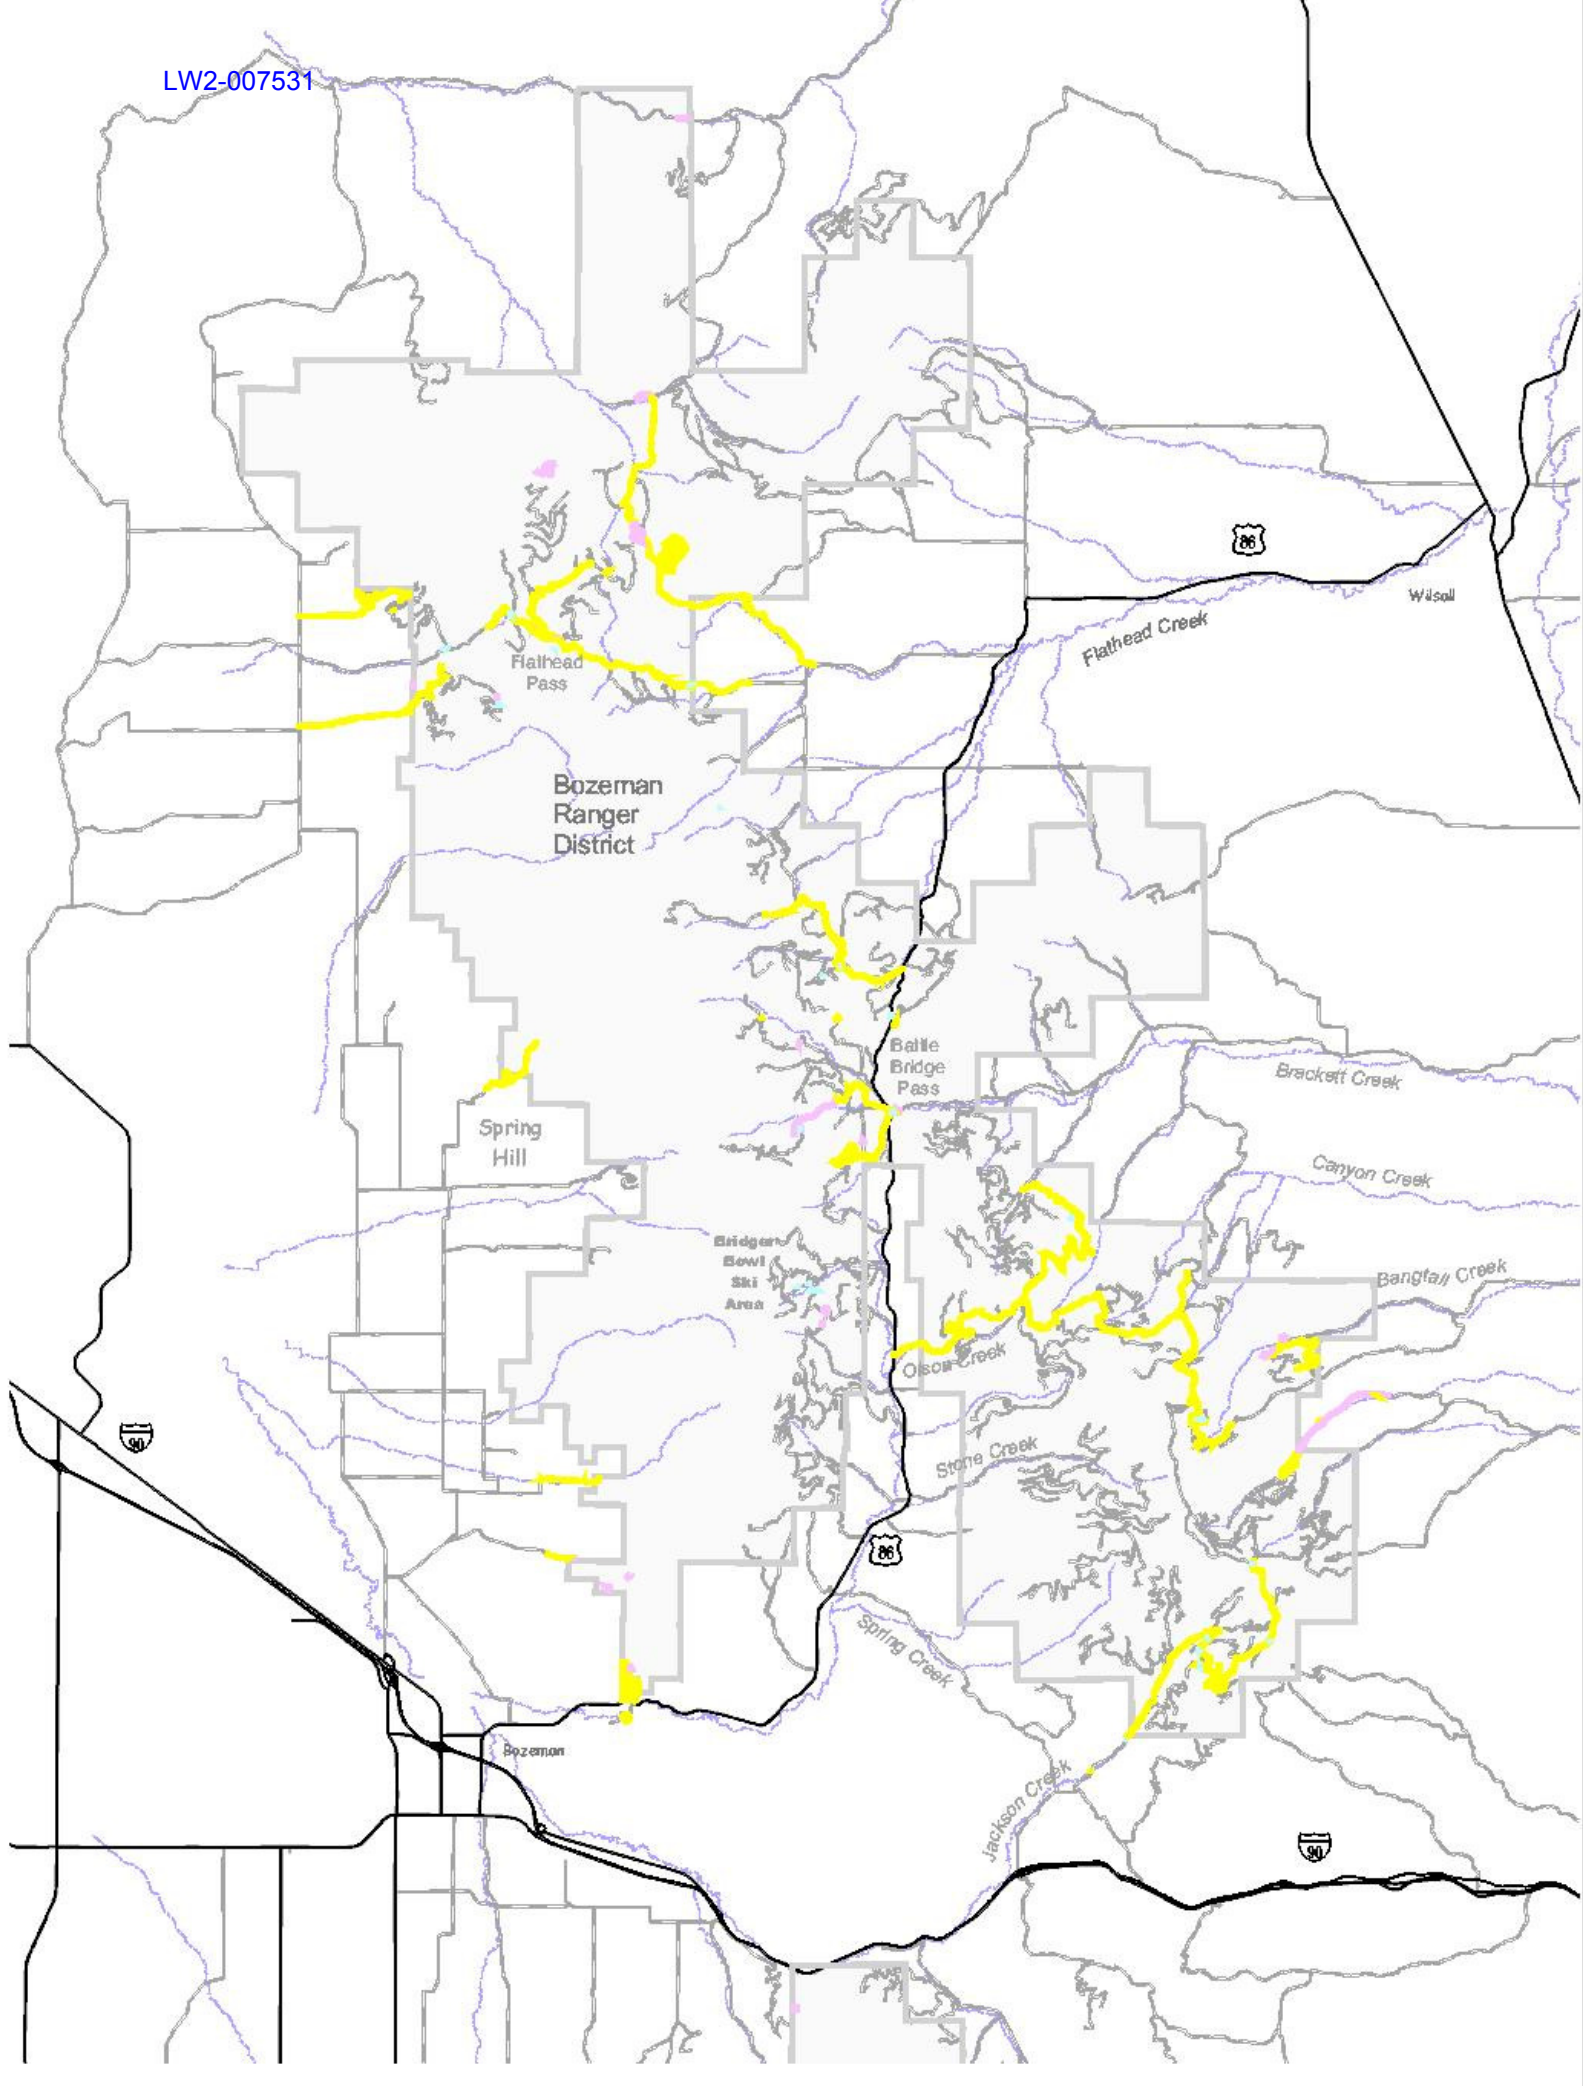 LW2-007531
86
Wilsall
Flathead Creek
Flathead
Pass
Bozeman
Ranger
District
Battle
Bridge
Pass
Brackett Creek
Spring
Hill
Canyon Creek
Bridger
Bowl
Ski
Area
Bangtail Creek
Olson Creek
90
Stone Creek
86
Spring Creek
Bozeman
Jackson Creek
90